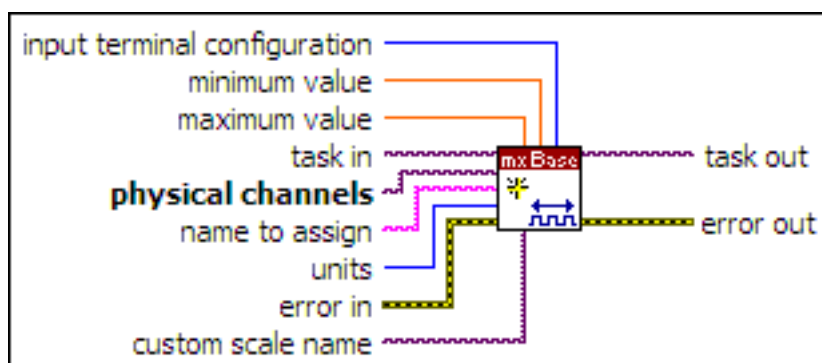 input terminal configuration
minimum value
maximum value
task in
physical channels
name to assign
units
error in
custom scale name
mx Base
task out
error out